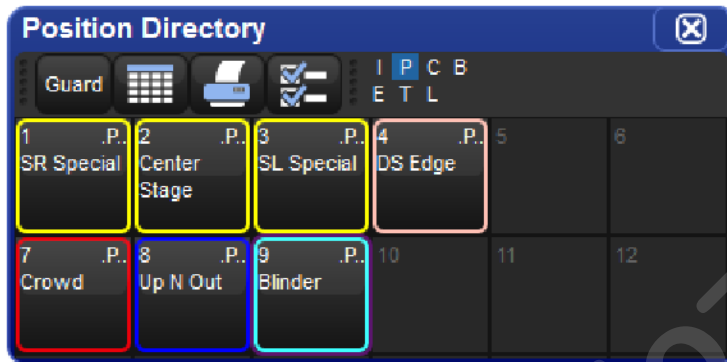 Position Directory
Guard
I P C B
E T L
1 .P.. 2 .P.. 3 .P.. 4 .P.. 5 6
SR Special Center SL Special DS Edge
Stage
7 .P.. 8 .P.. 9 .P.. 10 11 12
Crowd Up N Out Blinder